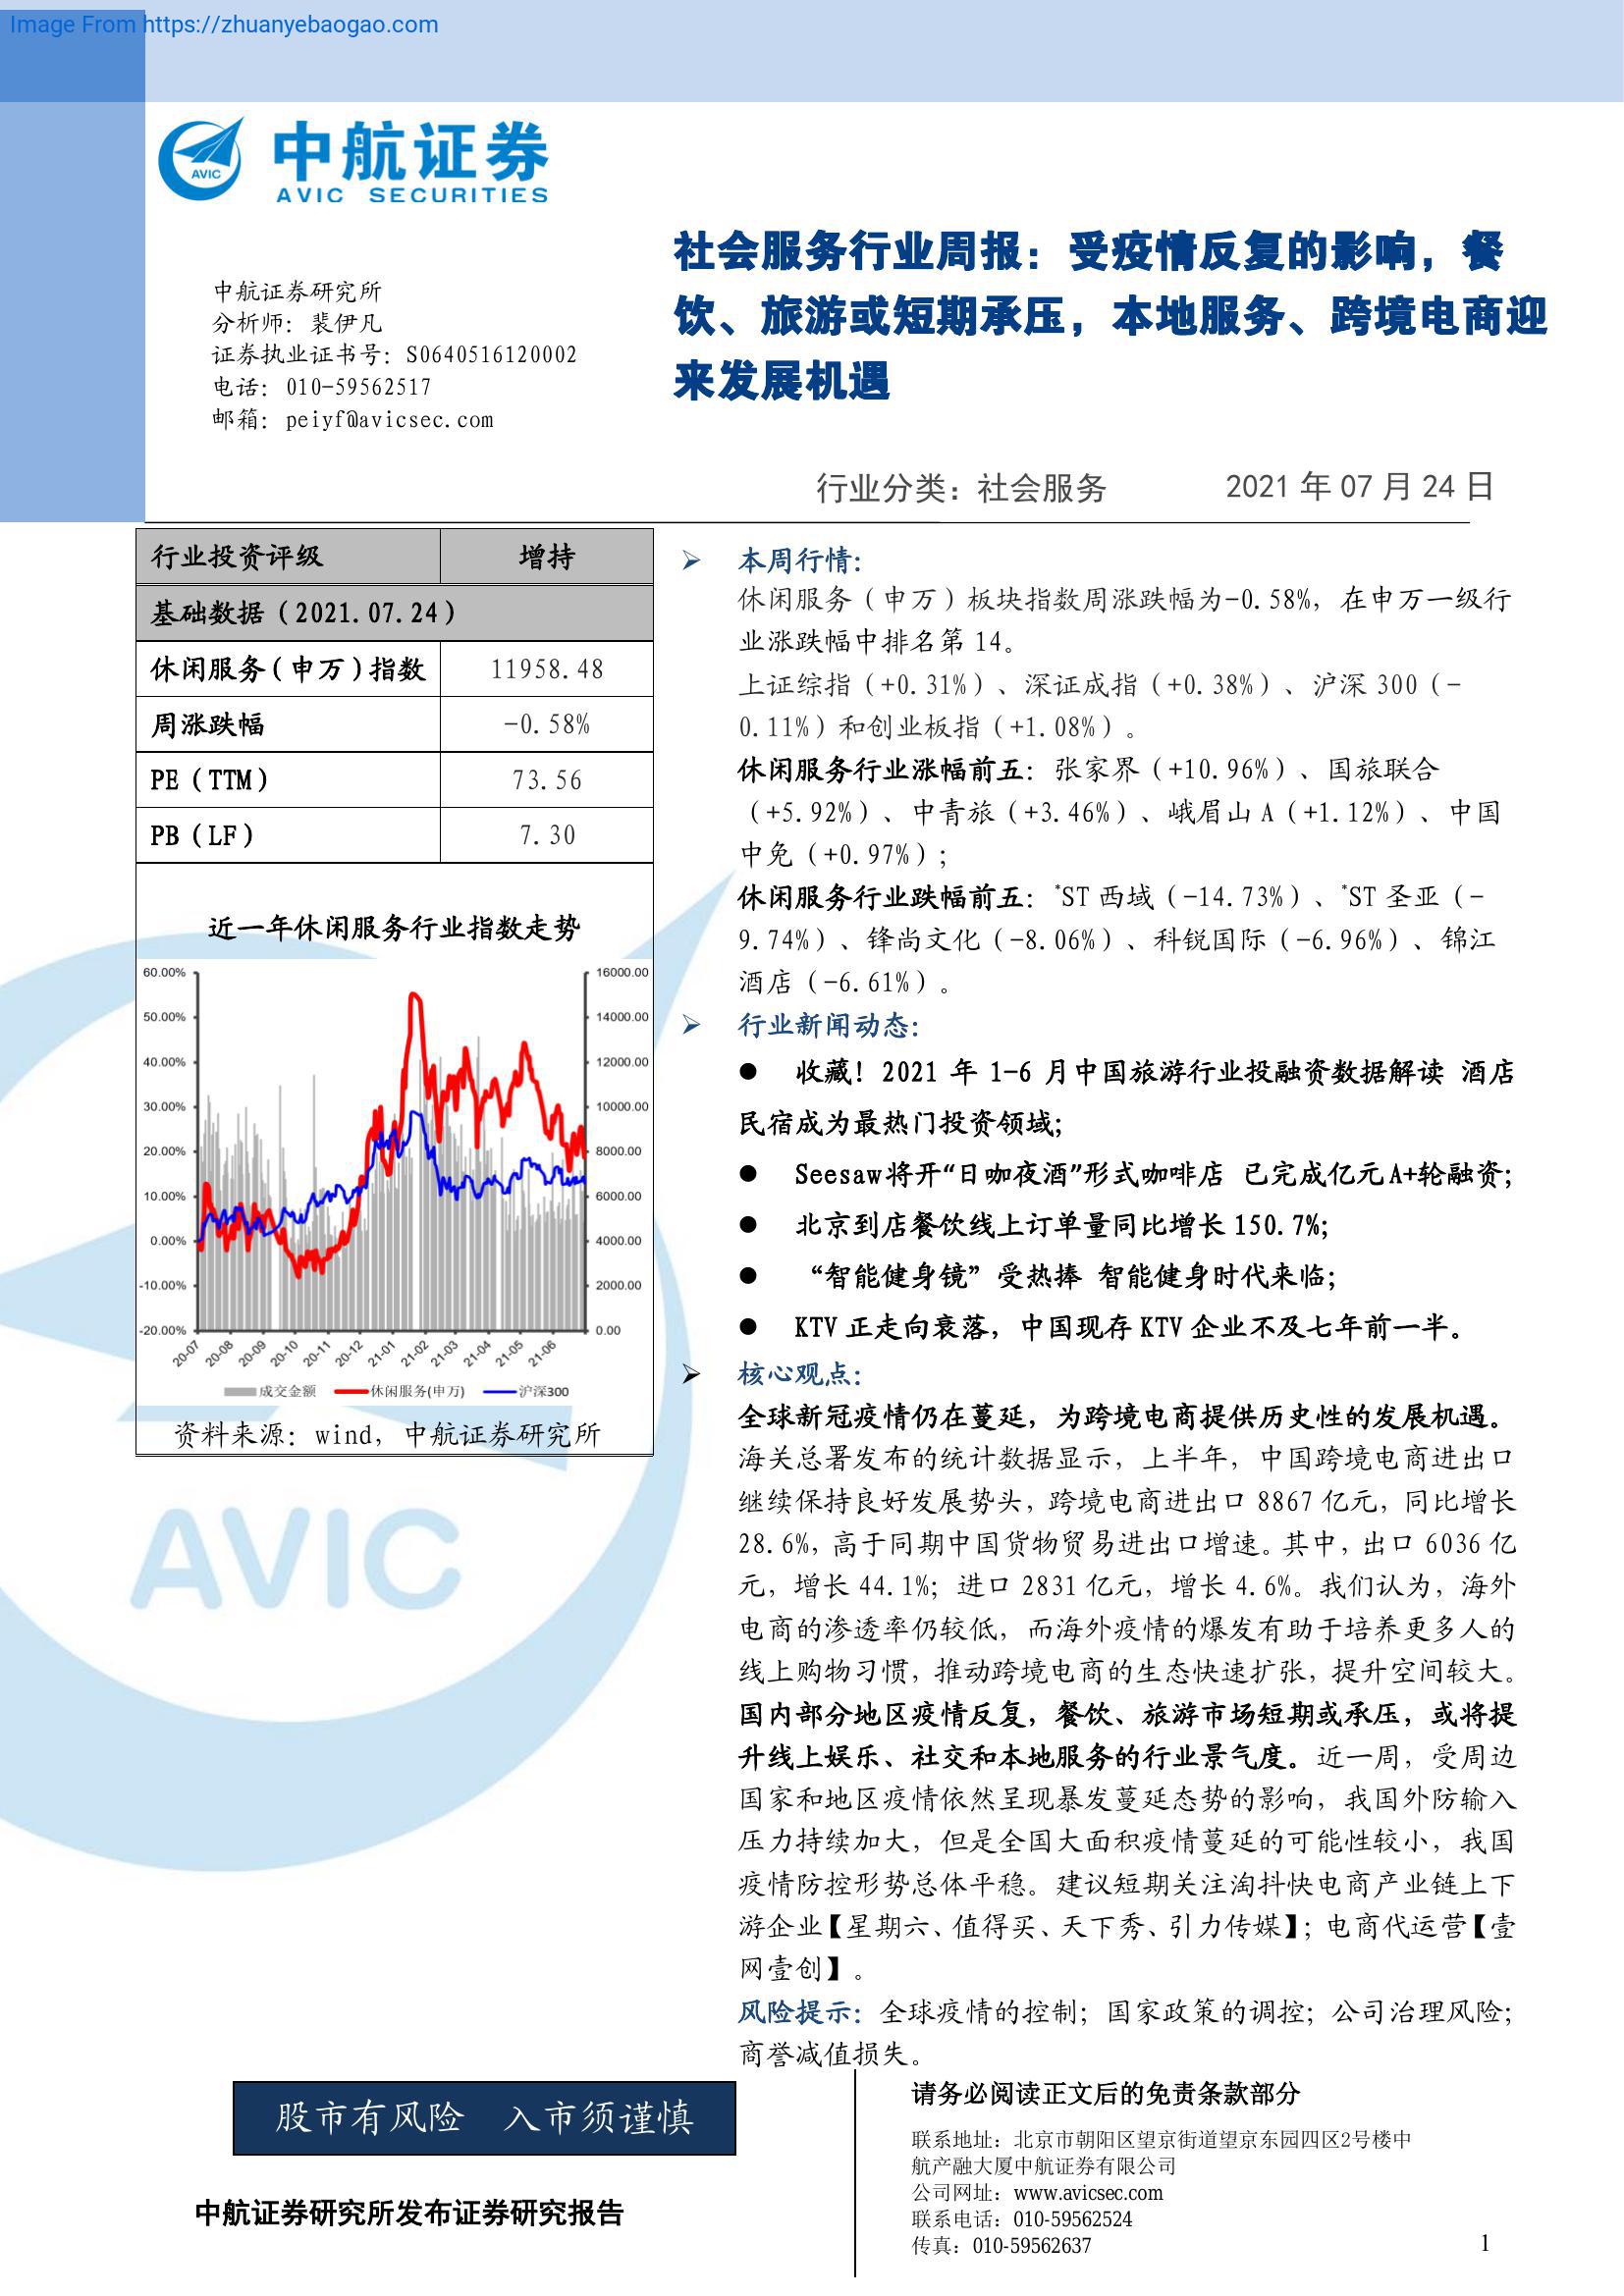 Image From https://zhuanyebaogao.com
AVIC
中航证券
AVIC SECURITIES
社会服务行业周报：受疫情反复的影响，餐
饮、旅游或短期承压，本地服务、跨境电商迎
来发展机遇
中航证券研究所
分析师：裴伊凡
证券执业证书号：S0640516120002
电话：010-59562517
邮箱：peiyf@avicsec.com
行业分类：社会服务 2021 年 07 月 24 日
行业投资评级 增持
基础数据（2021.07.24）
休闲服务(申万)指数 11958.48
周涨跌幅 -0.58%
PE（TTM） 73.56
PB（LF） 7.30
近一年休闲服务行业指数走势
60.00% 16000.00
50.00% 14000.00
40.00% 12000.00
30.00% 10000.00
20.00% 8000.00
10.00% 6000.00
0.00% 4000.00
-10.00% 2000.00
-20.00% 0.00
20-07 20-08 20-09 20-10 20-11 20-12 21-01 21-02 21-03 21-04 21-05 21-06
成交金额 休闲服务(申万) 沪深300
资料来源：wind，中航证券研究所
AVIC
本周行情：
休闲服务（申万）板块指数周涨跌幅为-0.58%，在申万一级行
业涨跌幅中排名第 14。
上证综指（+0.31%）、深证成指（+0.38%）、沪深 300（-
0.11%）和创业板指（+1.08%）。
休闲服务行业涨幅前五：张家界（+10.96%）、国旅联合
（+5.92%）、中青旅（+3.46%）、峨眉山 A（+1.12%）、中国
中免（+0.97%）;
休闲服务行业跌幅前五：*ST 西域（-14.73%）、*ST 圣亚（-
9.74%）、锋尚文化（-8.06%）、科锐国际（-6.96%）、锦江
酒店（-6.61%）。
行业新闻动态：
● 收藏！2021 年 1-6 月中国旅游行业投融资数据解读 酒店
民宿成为最热门投资领域；
● Seesaw将开“日咖夜酒”形式咖啡店 已完成亿元A+轮融资；
● 北京到店餐饮线上订单量同比增长 150.7%；
● “智能健身镜”受热捧 智能健身时代来临；
● KTV 正走向衰落，中国现存 KTV 企业不及七年前一半。
核心观点：
全球新冠疫情仍在蔓延，为跨境电商提供历史性的发展机遇。
海关总署发布的统计数据显示，上半年，中国跨境电商进出口
继续保持良好发展势头，跨境电商进出口 8867 亿元，同比增长
28.6%，高于同期中国货物贸易进出口增速。其中，出口 6036 亿
元，增长 44.1%；进口 2831 亿元，增长 4.6%。我们认为，海外
电商的渗透率仍较低，而海外疫情的爆发有助于培养更多人的
线上购物习惯，推动跨境电商的生态快速扩张，提升空间较大。
国内部分地区疫情反复，餐饮、旅游市场短期或承压，或将提
升线上娱乐、社交和本地服务的行业景气度。近一周，受周边
国家和地区疫情依然呈现暴发蔓延态势的影响，我国外防输入
压力持续加大，但是全国大面积疫情蔓延的可能性较小，我国
疫情防控形势总体平稳。建议短期关注淘抖快电商产业链上下
游企业【星期六、值得买、天下秀、引力传媒】；电商代运营【壹
网壹创】。
风险提示：全球疫情的控制；国家政策的调控；公司治理风险；
商誉减值损失。
股市有风险 入市须谨慎
中航证券研究所发布证券研究报告
请务必阅读正文后的免责条款部分
联系地址：北京市朝阳区望京街道望京东园四区2号楼中
航产融大厦中航证券有限公司
公司网址：www.avicsec.com
联系电话：010-59562524
传真：010-59562637
1